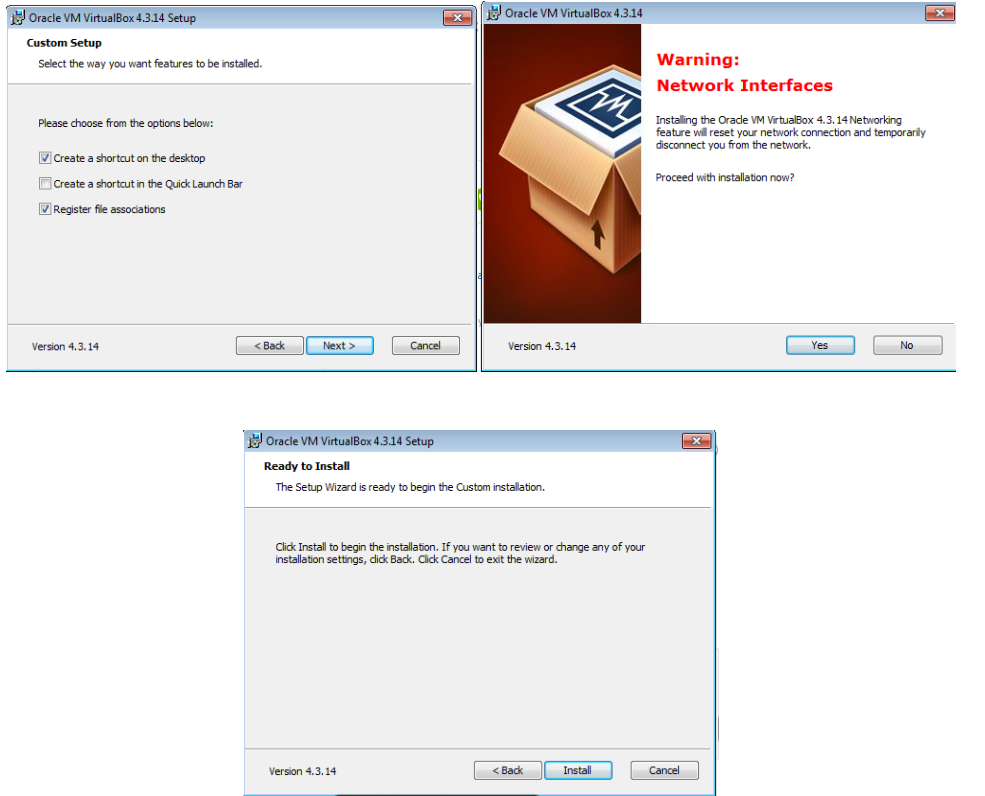 Oracle VM VirtualBox 4.3.14 Setup
Custom Setup
Select the way you want features to be installed.
Please choose from the options below:
Create a shortcut on the desktop
Create a shortcut in the Quick Launch Bar
Register file associations
Version 4.3.14
< Back
Next >
Cancel
Oracle VM VirtualBox 4.3.14
Warning:
Network Interfaces
Installing the Oracle VM VirtualBox 4.3.14 Networking
feature will reset your network connection and temporarily
disconnect you from the network.
Proceed with installation now?
Version 4.3.14
Yes
No
Oracle VM VirtualBox 4.3.14 Setup
Ready to Install
The Setup Wizard is ready to begin the Custom installation.
Click Install to begin the installation. If you want to review or change any of your
installation settings, click Back. Click Cancel to exit the wizard.
Version 4.3.14
< Back
Install
Cancel